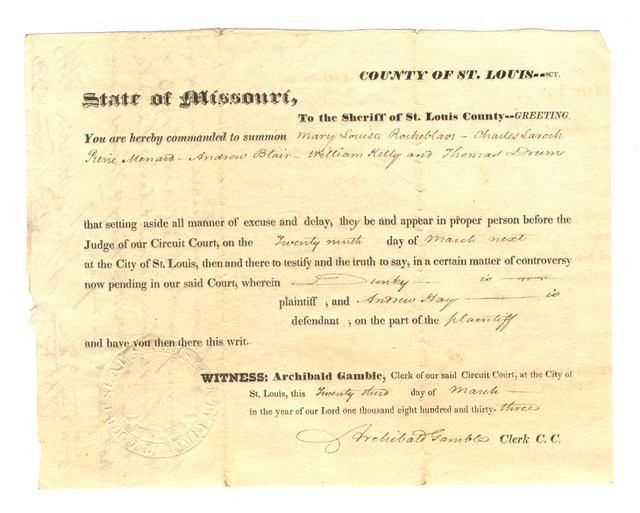 COUNTY OF ST. LOUIS--SCT.
State of Missouri,
To the Sheriff of St. Louis County--GREETING.
You are hereby commanded to summon Mary Louisa Rocheblavs - Charles Laroch
Pierie Menard - Andrew Blair - William Kelly and Thomas Drums
that setting aside all manner of excuse and delay, they be and appear in proper person before the
Judge of our Circuit Court, on the Twenty ninth day of March next
at the City of St. Louis, then and there to testify and the truth to say, in a certain matter of controversy
now pending in our said Court, wherein Dunky is
plaintiff , and Andrew Hay is
defendant , on the part of the plaintiff
and have you then there this writ.
WITNESS: Archibald Gamble, Clerk of our said Circuit Court, at the City of
St. Louis, this Twenty third day of March
in the year of our Lord one thousand eight hundred and thirty- three
Archibald Gamble Clerk C. C.